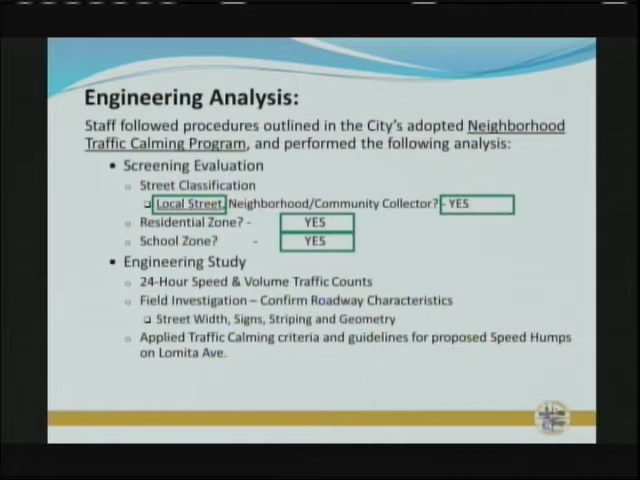 Engineering Analysis:
Staff followed procedures outlined in the City's adopted Neighborhood
Traffic Calming Program, and performed the following analysis:
• Screening Evaluation
o Street Classification
❑ Local Street, Neighborhood/Community Collector? - YES
o Residential Zone? - YES
o School Zone? - YES
• Engineering Study
o 24-Hour Speed & Volume Traffic Counts
o Field Investigation – Confirm Roadway Characteristics
❑ Street Width, Signs, Striping and Geometry
o Applied Traffic Calming criteria and guidelines for proposed Speed Humps
on Lomita Ave.